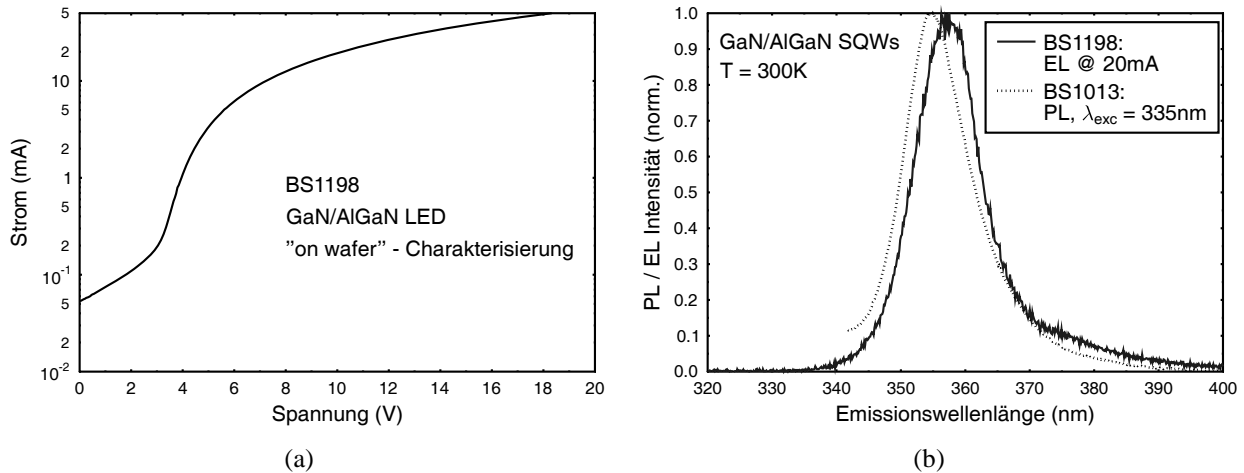 5
2
10
5
2
1
5
2
10⁻¹
5
2
10⁻²
0 2 4 6 8 10 12 14 16 18 20
Strom (mA)
Spannung (V)
BS1198
GaN/AlGaN LED
”on wafer” - Charakterisierung
(a)
1.0
0.9
0.8
0.7
0.6
0.5
0.4
0.3
0.2
0.1
0.0
320 330 340 350 360 370 380 390 400
PL / EL Intensität (norm.)
Emissionswellenlänge (nm)
GaN/AlGaN SQWs
T = 300K
BS1198:
EL @ 20mA
BS1013:
PL, λexc = 335nm
(b)